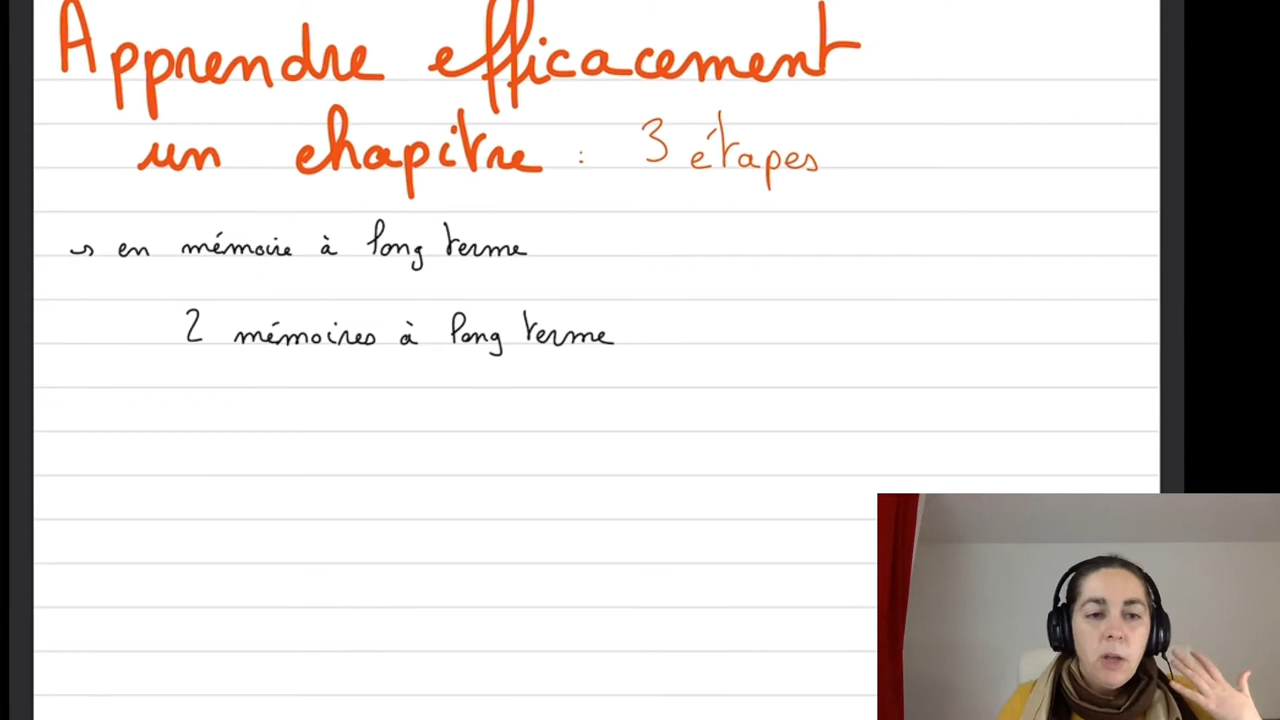 Apprendre efficacement
un chapitre : 3 étapes
↪ en mémoire à long terme
2 mémoires à long terme